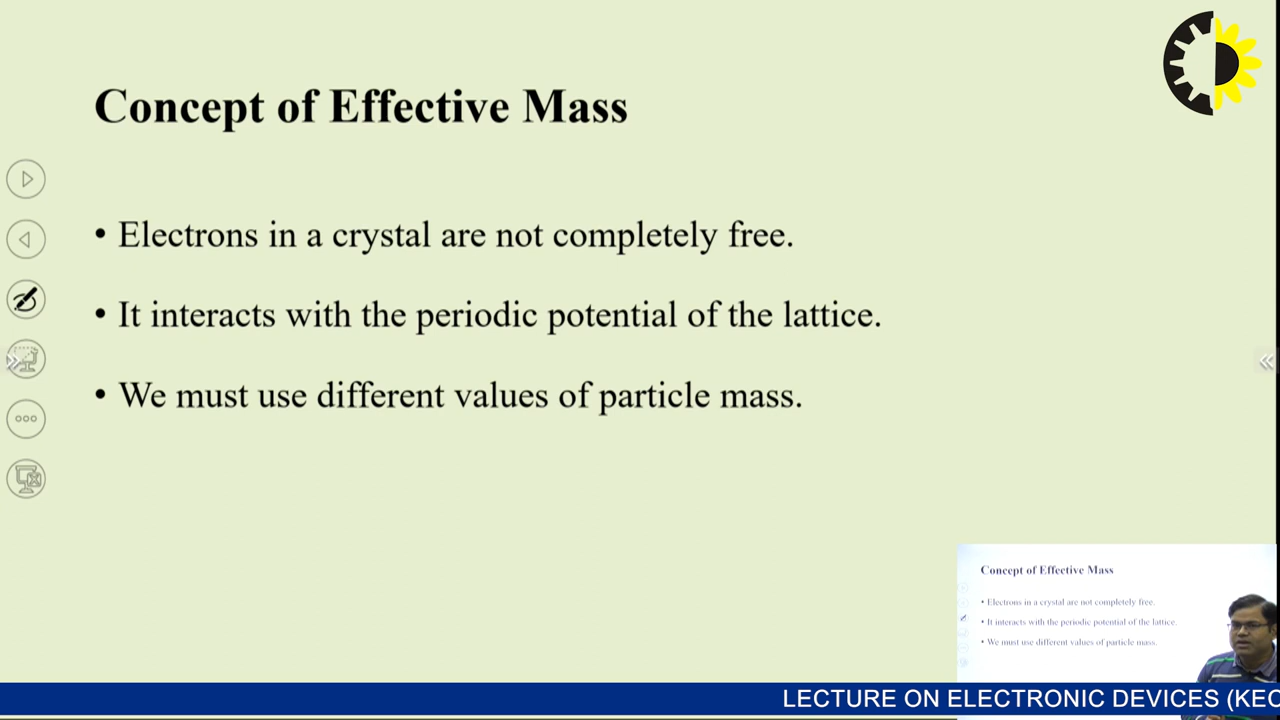 Concept of Effective Mass
• Electrons in a crystal are not completely free.
• It interacts with the periodic potential of the lattice.
• We must use different values of particle mass.
Concept of Effective Mass
• Electrons in a crystal are not completely free.
• It interacts with the periodic potential of the lattice.
• We must use different values of particle mass.
LECTURE ON ELECTRONIC DEVICES (KEC